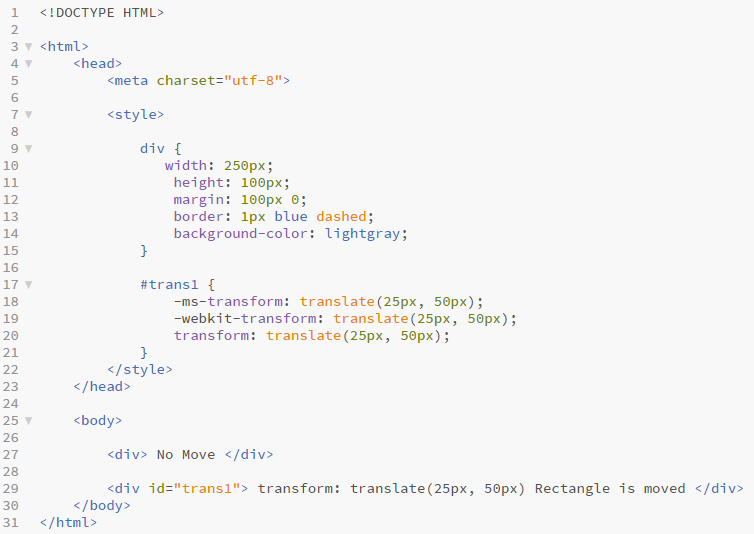 1 <!DOCTYPE HTML>
2
3 <html>
4 <head>
5 <meta charset="utf-8">
6
7 <style>
8
9 div {
10 width: 250px;
11 height: 100px;
12 margin: 100px 0;
13 border: 1px blue dashed;
14 background-color: lightgray;
15 }
16
17 #trans1 {
18 -ms-transform: translate(25px, 50px);
19 -webkit-transform: translate(25px, 50px);
20 transform: translate(25px, 50px);
21 }
22 </style>
23 </head>
24
25 <body>
26
27 <div> No Move </div>
28
29 <div id="trans1"> transform: translate(25px, 50px) Rectangle is moved </div>
30 </body>
31 </html>